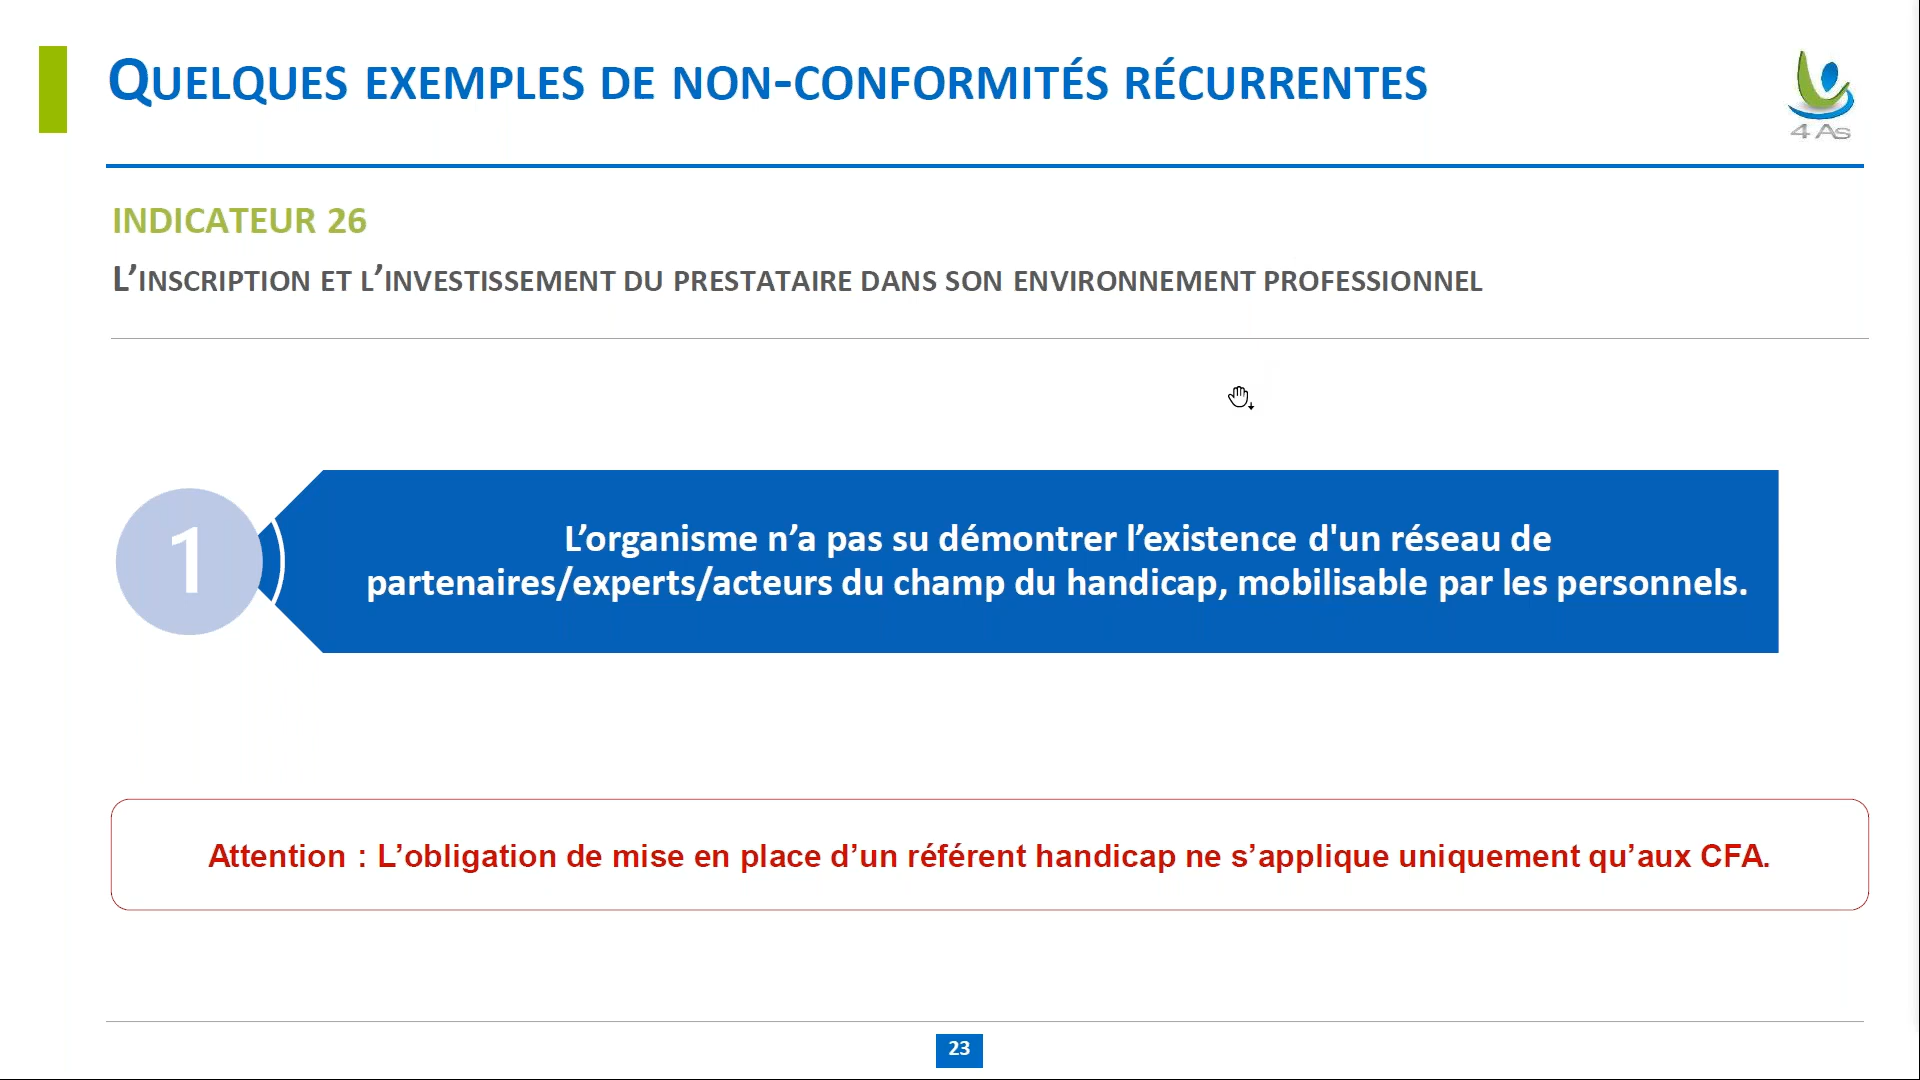 QUELQUES EXEMPLES DE NON-CONFORMITÉS RÉCURRENTES
4 As
INDICATEUR 26
L’INSCRIPTION ET L’INVESTISSEMENT DU PRESTATAIRE DANS SON ENVIRONNEMENT PROFESSIONNEL
1
L’organisme n’a pas su démontrer l’existence d'un réseau de
partenaires/experts/acteurs du champ du handicap, mobilisable par les personnels.
Attention : L’obligation de mise en place d’un référent handicap ne s’applique uniquement qu’aux CFA.
23